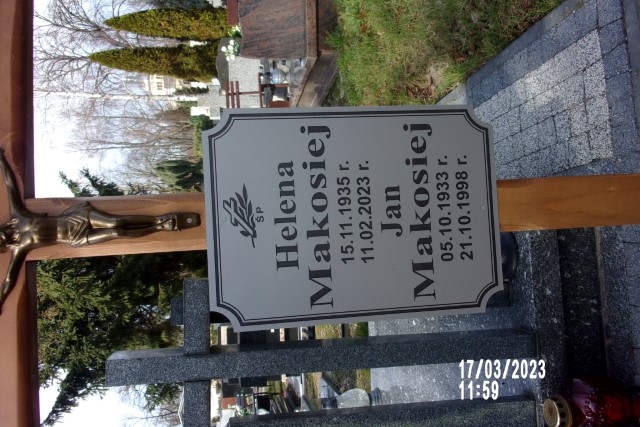 ŚP
Helena
Makosiej
15.11.1935 r.
11.02.2023 r.
Jan
Makosiej
05.10.1933 r.
21.10.1998 r.
17/03/2023
11:59